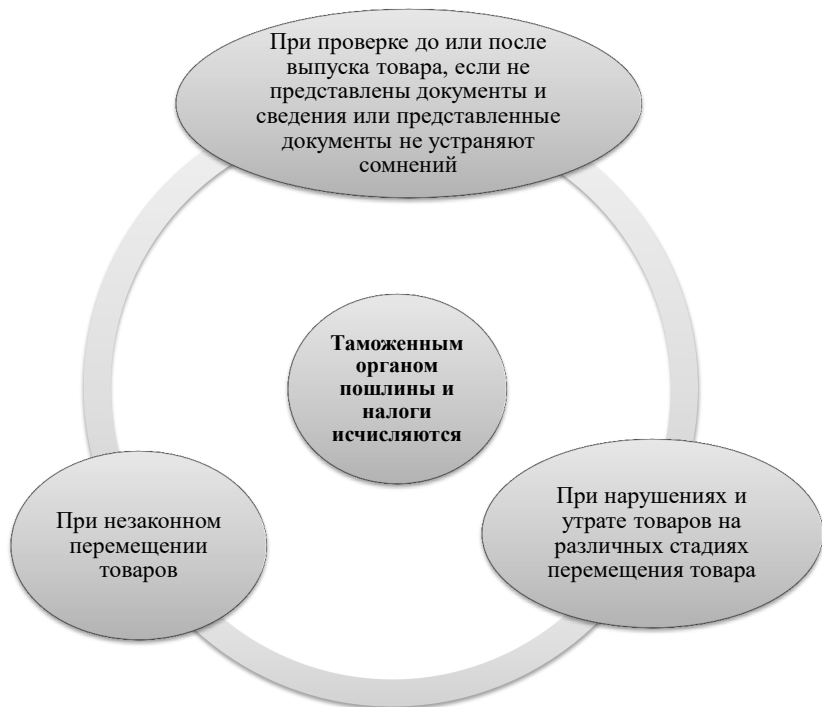 При проверке до или после
выпуска товара, если не
представлены документы и
сведения или представленные
документы не устраняют
сомнений
Таможенным
органом
пошлины и
налоги
исчисляются
При незаконном
перемещении
товаров
При нарушениях и
утрате товаров на
различных стадиях
перемещения товара